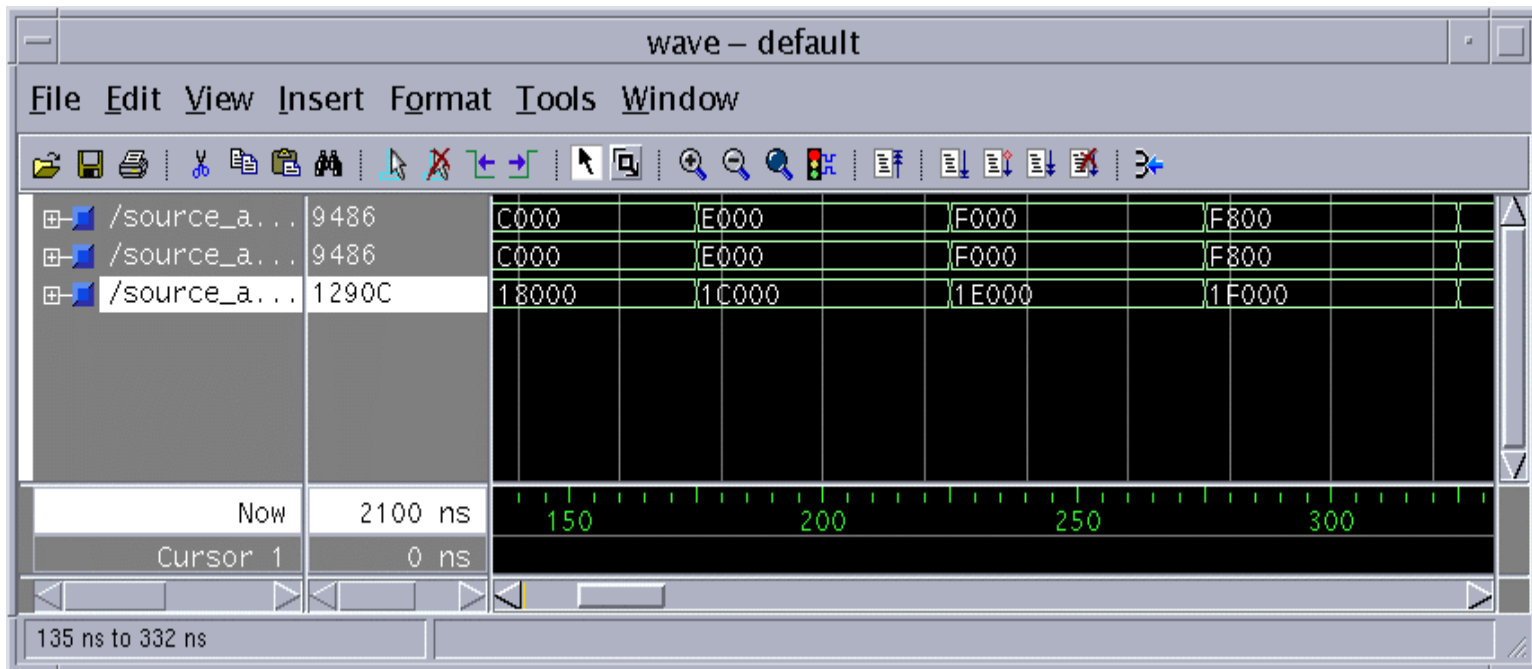 wave – default
File Edit View Insert Format Tools Window
/source_a... 9486 C000 E000 F000 F800
/source_a... 9486 C000 E000 F000 F800
/source_a... 1290C 18000 1C000 1E000 1F000
Now 2100 ns 150 200 250 300
Cursor 1 0 ns
135 ns to 332 ns